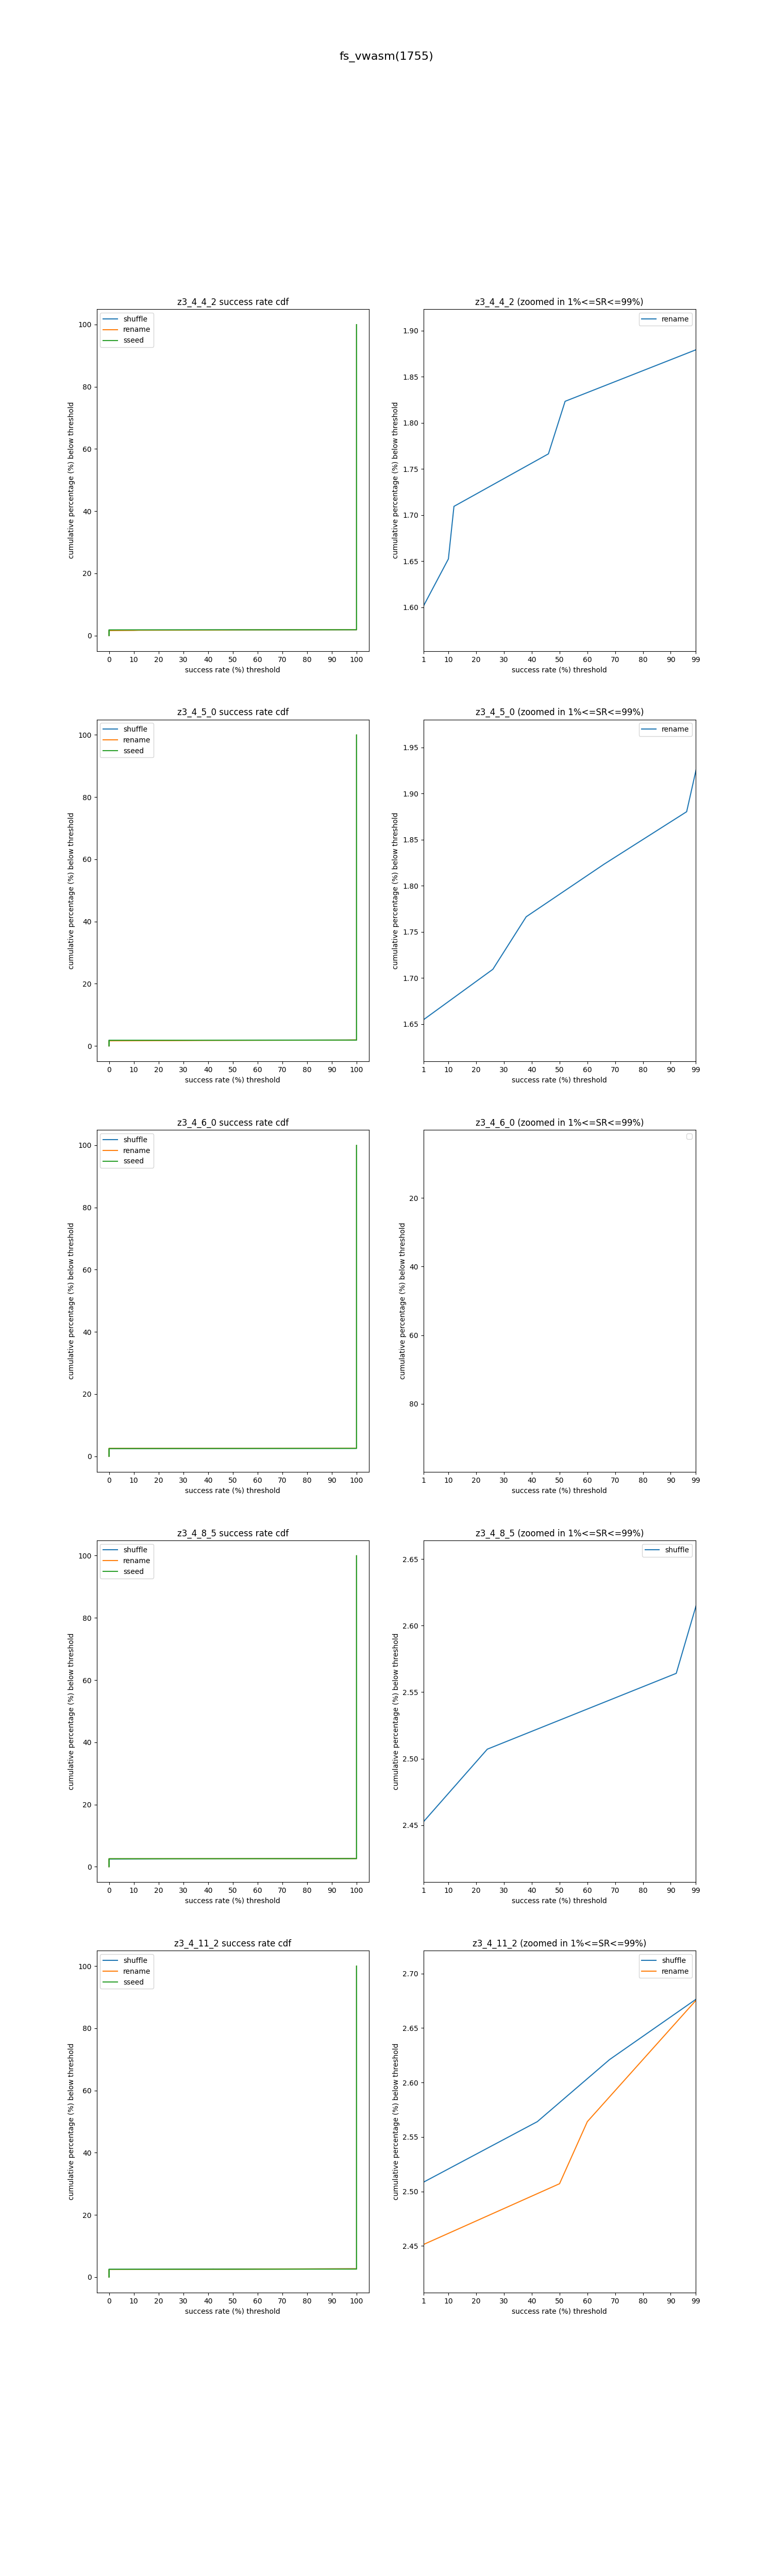 fs_vwasm(1755)
z3_4_4_2 success rate cdf
shuffle
rename
sseed
100
80
60
40
20
0
cumulative percentage (%) below threshold
0 10 20 30 40 50 60 70 80 90 100
success rate (%) threshold
z3_4_4_2 (zoomed in 1%<=SR<=99%)
rename
1.90
1.85
1.80
1.75
1.70
1.65
1.60
cumulative percentage (%) below threshold
1 10 20 30 40 50 60 70 80 90 99
success rate (%) threshold
z3_4_5_0 success rate cdf
shuffle
rename
sseed
100
80
60
40
20
0
cumulative percentage (%) below threshold
0 10 20 30 40 50 60 70 80 90 100
success rate (%) threshold
z3_4_5_0 (zoomed in 1%<=SR<=99%)
rename
1.95
1.90
1.85
1.80
1.75
1.70
1.65
cumulative percentage (%) below threshold
1 10 20 30 40 50 60 70 80 90 99
success rate (%) threshold
z3_4_6_0 success rate cdf
shuffle
rename
sseed
100
80
60
40
20
0
cumulative percentage (%) below threshold
0 10 20 30 40 50 60 70 80 90 100
success rate (%) threshold
z3_4_6_0 (zoomed in 1%<=SR<=99%)
20
40
60
80
cumulative percentage (%) below threshold
1 10 20 30 40 50 60 70 80 90 99
success rate (%) threshold
z3_4_8_5 success rate cdf
shuffle
rename
sseed
100
80
60
40
20
0
cumulative percentage (%) below threshold
0 10 20 30 40 50 60 70 80 90 100
success rate (%) threshold
z3_4_8_5 (zoomed in 1%<=SR<=99%)
shuffle
2.65
2.60
2.55
2.50
2.45
cumulative percentage (%) below threshold
1 10 20 30 40 50 60 70 80 90 99
success rate (%) threshold
z3_4_11_2 success rate cdf
shuffle
rename
sseed
100
80
60
40
20
0
cumulative percentage (%) below threshold
0 10 20 30 40 50 60 70 80 90 100
success rate (%) threshold
z3_4_11_2 (zoomed in 1%<=SR<=99%)
shuffle
rename
2.70
2.65
2.60
2.55
2.50
2.45
cumulative percentage (%) below threshold
1 10 20 30 40 50 60 70 80 90 99
success rate (%) threshold